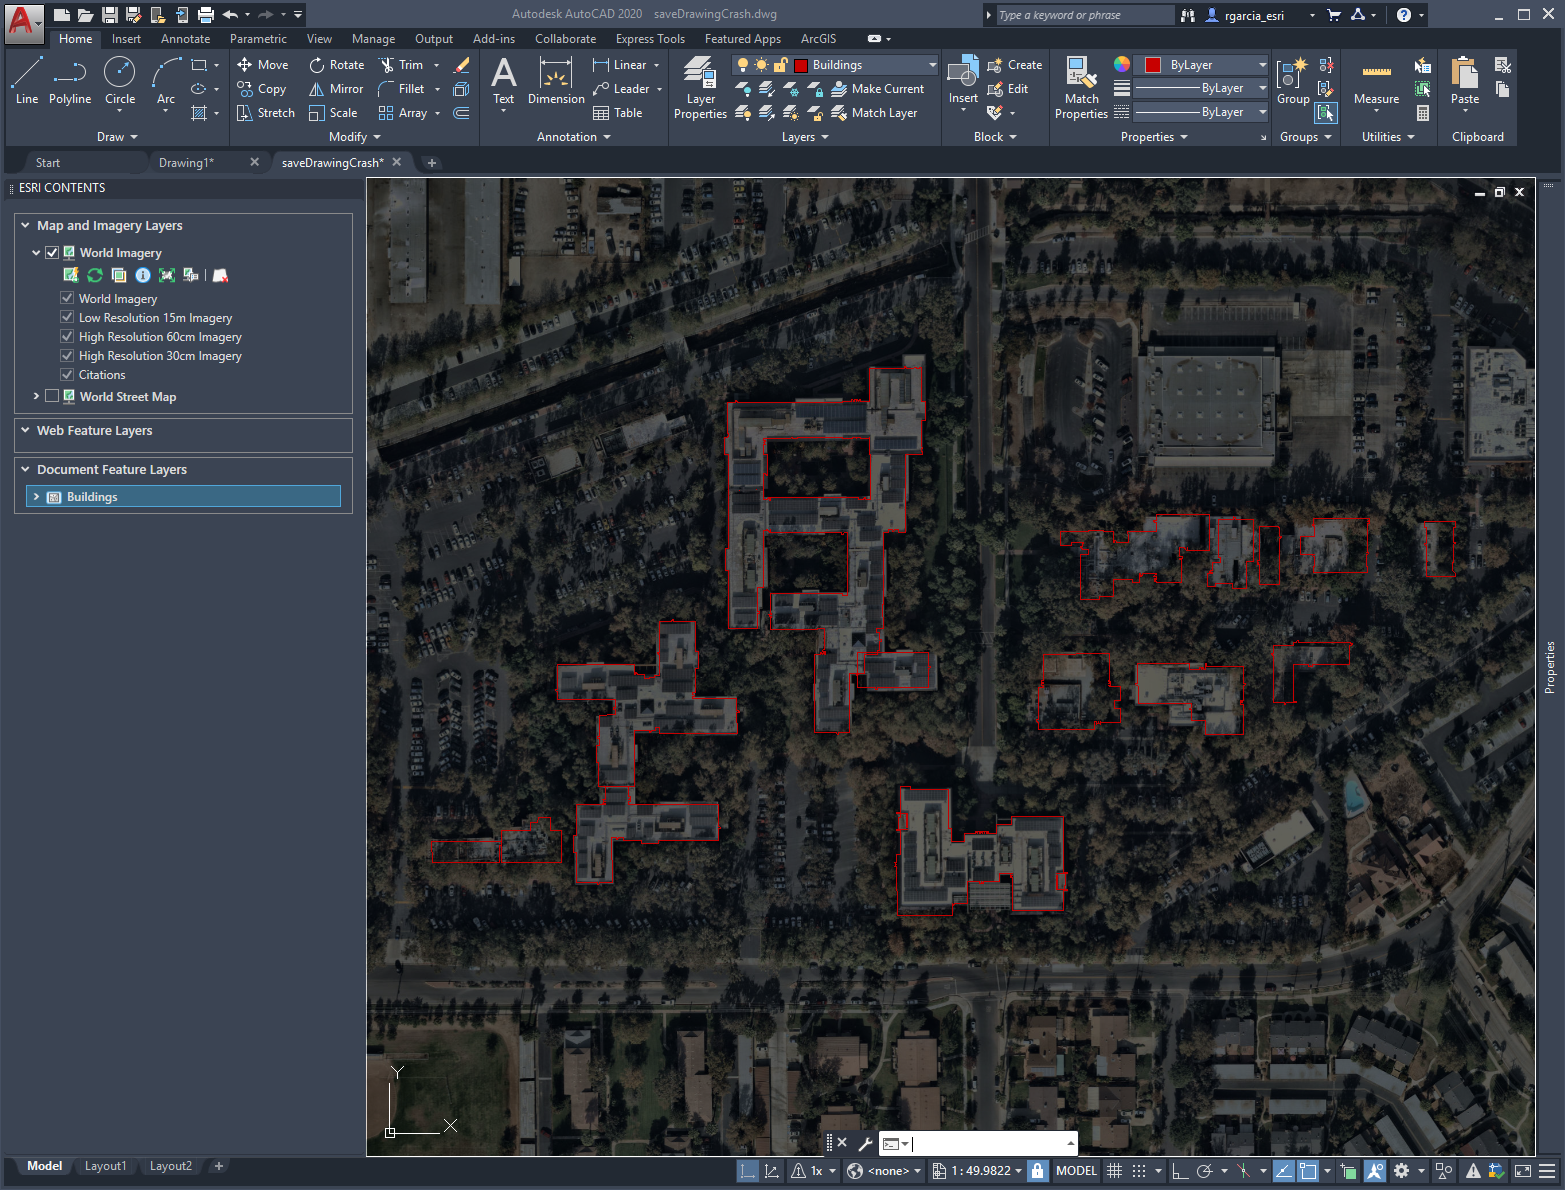 Autodesk AutoCAD 2020 saveDrawingCrash.dwg
Type a keyword or phrase
rgarcia_esri
Home Insert Annotate Parametric View Manage Output Add-ins Collaborate Express Tools Featured Apps ArcGIS
Line Polyline Circle Arc
Draw
Move Rotate Trim
Copy Mirror Fillet
Stretch Scale Array
Modify
Text Dimension
Linear
Leader
Table
Annotation
Layer Properties
Buildings
Make Current
Match Layer
Layers
Insert
Create
Edit
Block
Match Properties
ByLayer
ByLayer
ByLayer
Properties
Group
Groups
Measure
Utilities
Paste
Clipboard
Start Drawing1* saveDrawingCrash*
ESRI CONTENTS
Map and Imagery Layers
World Imagery
World Imagery
Low Resolution 15m Imagery
High Resolution 60cm Imagery
High Resolution 30cm Imagery
Citations
World Street Map
Web Feature Layers
Document Feature Layers
Buildings
Properties
Y
X
Model Layout1 Layout2
1x <none> 1 : 49.9822 MODEL